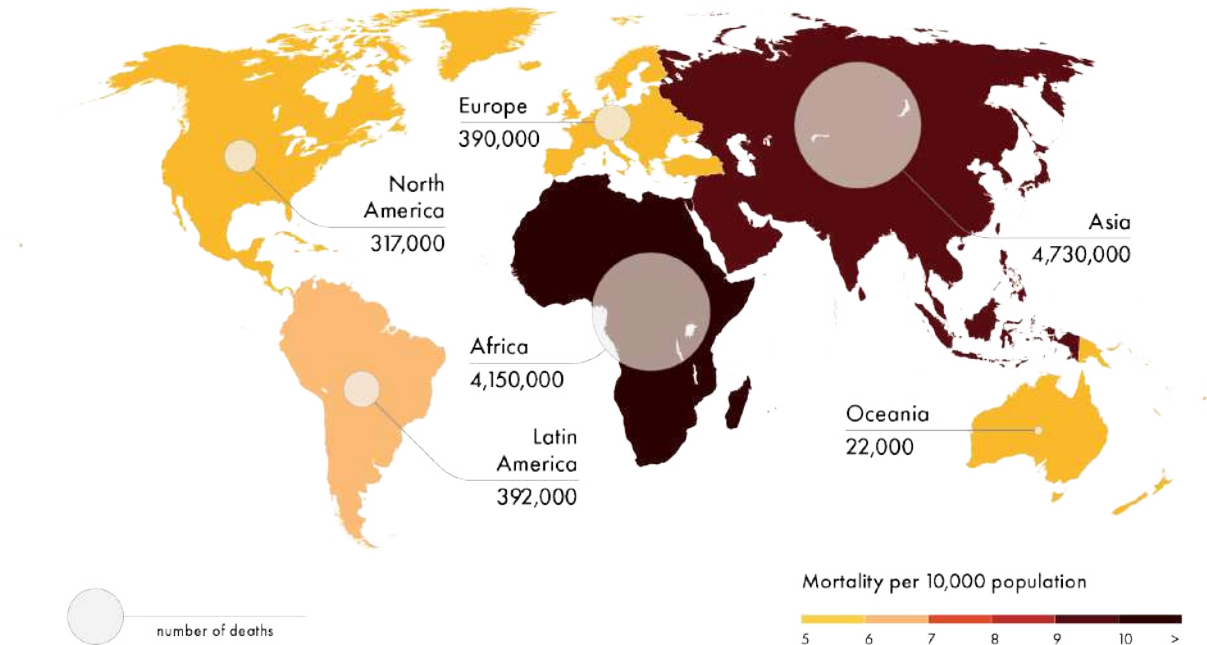 Europe
390,000
North
America
317,000
Asia
4,730,000
Africa
4,150,000
Oceania
22,000
Latin
America
392,000
Mortality per 10,000 population
number of deaths
5 6 7 8 9 10 >